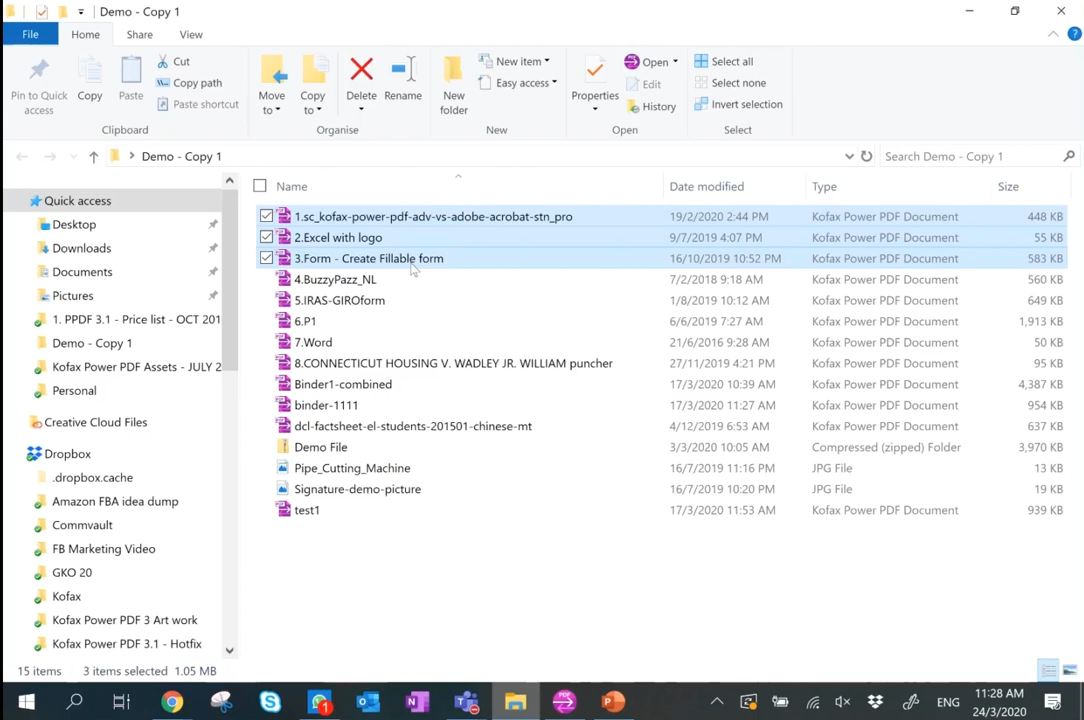 Demo - Copy 1
File Home Share View
Pin to Quick access
Copy
Paste
Cut
Copy path
Paste shortcut
Clipboard
Move to
Copy to
Delete
Rename
Organise
New folder
New item
Easy access
New
Properties
Open
Edit
History
Open
Select all
Select none
Invert selection
Select
Demo - Copy 1
Search Demo - Copy 1
Quick access
Desktop
Downloads
Documents
Pictures
1. PPDF 3.1 - Price list - OCT 201
Demo - Copy 1
Kofax Power PDF Assets - JULY 2
Personal
Creative Cloud Files
Dropbox
.dropbox.cache
Amazon FBA idea dump
Commvault
FB Marketing Video
GKO 20
Kofax
Kofax Power PDF 3 Art work
Kofax Power PDF 3.1 - Hotfix
Name Date modified Type Size
1.sc_kofax-power-pdf-adv-vs-adobe-acrobat-stn_pro 19/2/2020 2:44 PM Kofax Power PDF Document 448 KB
2.Excel with logo 9/7/2019 4:07 PM Kofax Power PDF Document 55 KB
3.Form - Create Fillable form 16/10/2019 10:52 PM Kofax Power PDF Document 583 KB
4.BuzzyPazz_NL 7/2/2018 9:18 AM Kofax Power PDF Document 560 KB
5.IRAS-GIROform 1/8/2019 10:12 AM Kofax Power PDF Document 649 KB
6.P1 6/6/2019 7:27 AM Kofax Power PDF Document 1,913 KB
7.Word 21/6/2016 9:28 AM Kofax Power PDF Document 50 KB
8.CONNECTICUT HOUSING V. WADLEY JR. WILLIAM puncher 27/11/2019 4:21 PM Kofax Power PDF Document 95 KB
Binder1-combined 17/3/2020 10:39 AM Kofax Power PDF Document 4,387 KB
binder-1111 17/3/2020 11:27 AM Kofax Power PDF Document 954 KB
dcl-factsheet-el-students-201501-chinese-mt 4/12/2019 6:53 AM Kofax Power PDF Document 637 KB
Demo File 3/3/2020 10:05 AM Compressed (zipped) Folder 3,970 KB
Pipe_Cutting_Machine 16/7/2019 11:16 PM JPG File 13 KB
Signature-demo-picture 16/7/2019 10:20 PM JPG File 19 KB
test1 17/3/2020 11:53 AM Kofax Power PDF Document 939 KB
15 items 3 items selected 1.05 MB
ENG
11:28 AM
24/3/2020